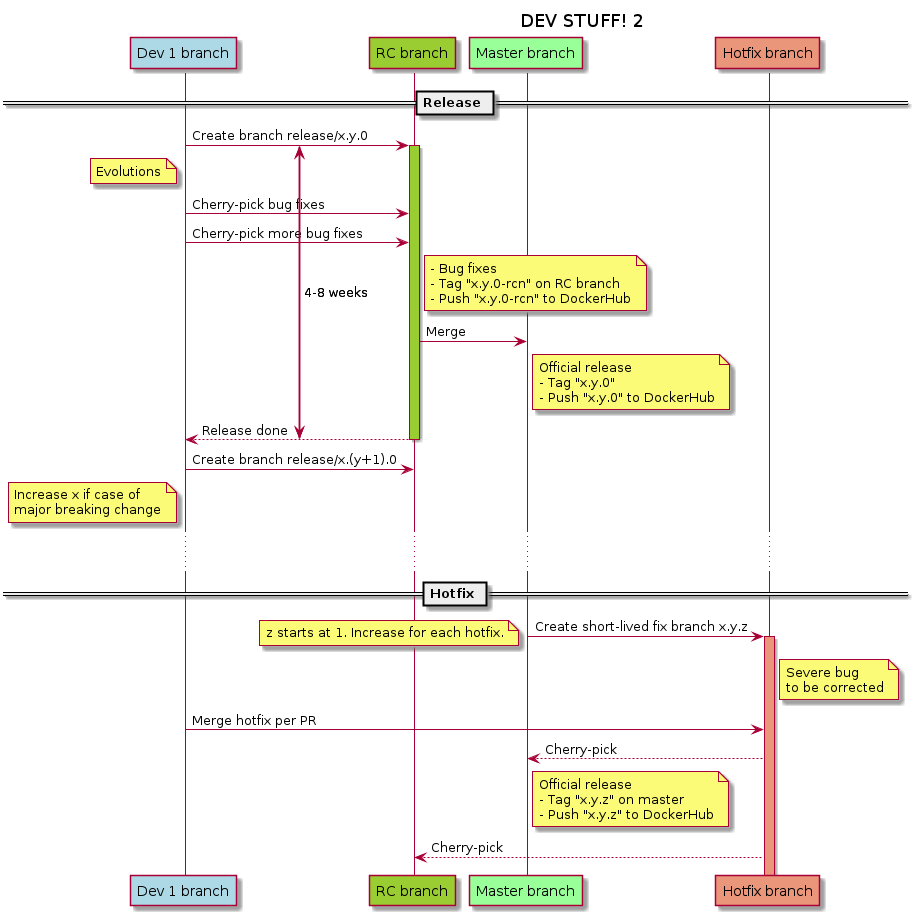 DEV STUFF! 2
Dev 1 branch
RC branch
Master branch
Hotfix branch
Release
Create branch release/x.y.0
Evolutions
Cherry-pick bug fixes
Cherry-pick more bug fixes
- Bug fixes
- Tag "x.y.0-rcn" on RC branch
- Push "x.y.0-rcn" to DockerHub
4-8 weeks
Merge
Official release
- Tag "x.y.0"
- Push "x.y.0" to DockerHub
Release done
Create branch release/x.(y+1).0
Increase x if case of
major breaking change
Hotfix
z starts at 1. Increase for each hotfix.
Create short-lived fix branch x.y.z
Severe bug
to be corrected
Merge hotfix per PR
Cherry-pick
Official release
- Tag "x.y.z" on master
- Push "x.y.z" to DockerHub
Cherry-pick
Dev 1 branch
RC branch
Master branch
Hotfix branch